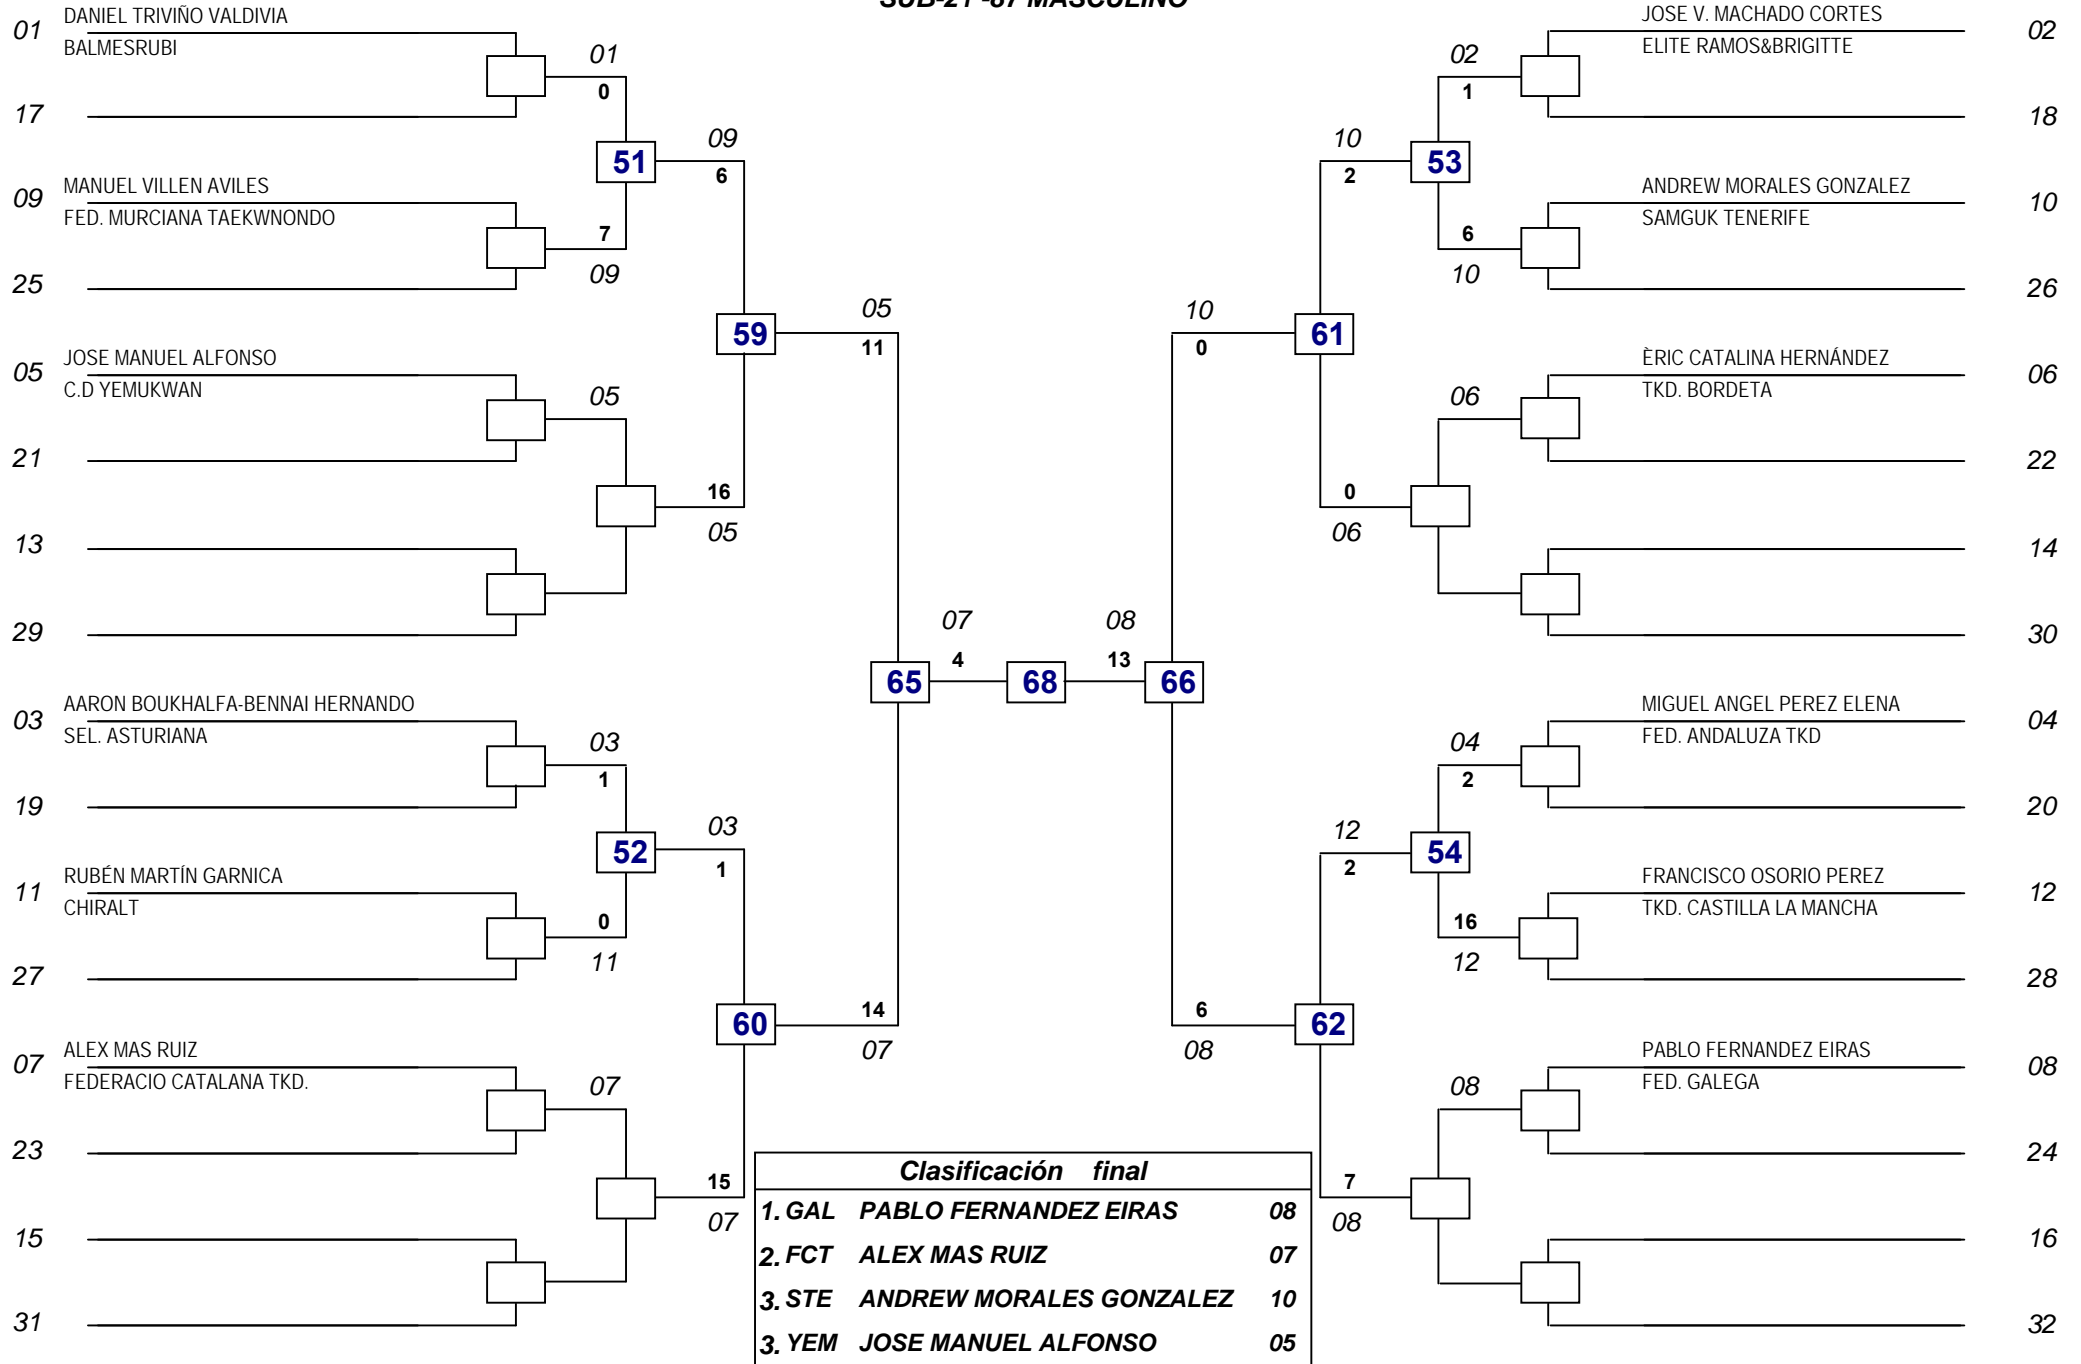 SUB-21 -87 MASCULINO
01 DANIEL TRIVIÑO VALDIVIA
BALMESRUBI
17
09 MANUEL VILLEN AVILES
FED. MURCIANA TAEKWNONDO
25
05 JOSE MANUEL ALFONSO
C.D YEMUKWAN
21
13
29
03 AARON BOUKHALFA-BENNAI HERNANDO
SEL. ASTURIANA
19
11 RUBÉN MARTÍN GARNICA
CHIRALT
27
07 ALEX MAS RUIZ
FEDERACIO CATALANA TKD.
23
15
31
01
0
51
7
09
05
03
1
52
0
11
07
09
6
59
16
05
03
1
60
15
07
05
11
65
14
07
07
4
68
08
13
66
10
0
6
08
10
2
61
0
06
12
2
62
7
08
02
1
53
6
10
06
04
2
54
16
12
08
JOSE V. MACHADO CORTES 02
ELITE RAMOS&BRIGITTE
18
ANDREW MORALES GONZALEZ 10
SAMGUK TENERIFE
26
ÈRIC CATALINA HERNÁNDEZ 06
TKD. BORDETA
22
14
30
MIGUEL ANGEL PEREZ ELENA 04
FED. ANDALUZA TKD
20
FRANCISCO OSORIO PEREZ 12
TKD. CASTILLA LA MANCHA
28
PABLO FERNANDEZ EIRAS 08
FED. GALEGA
24
16
32
Clasificación final
1. GAL PABLO FERNANDEZ EIRAS 08
2. FCT ALEX MAS RUIZ 07
3. STE ANDREW MORALES GONZALEZ 10
3. YEM JOSE MANUEL ALFONSO 05